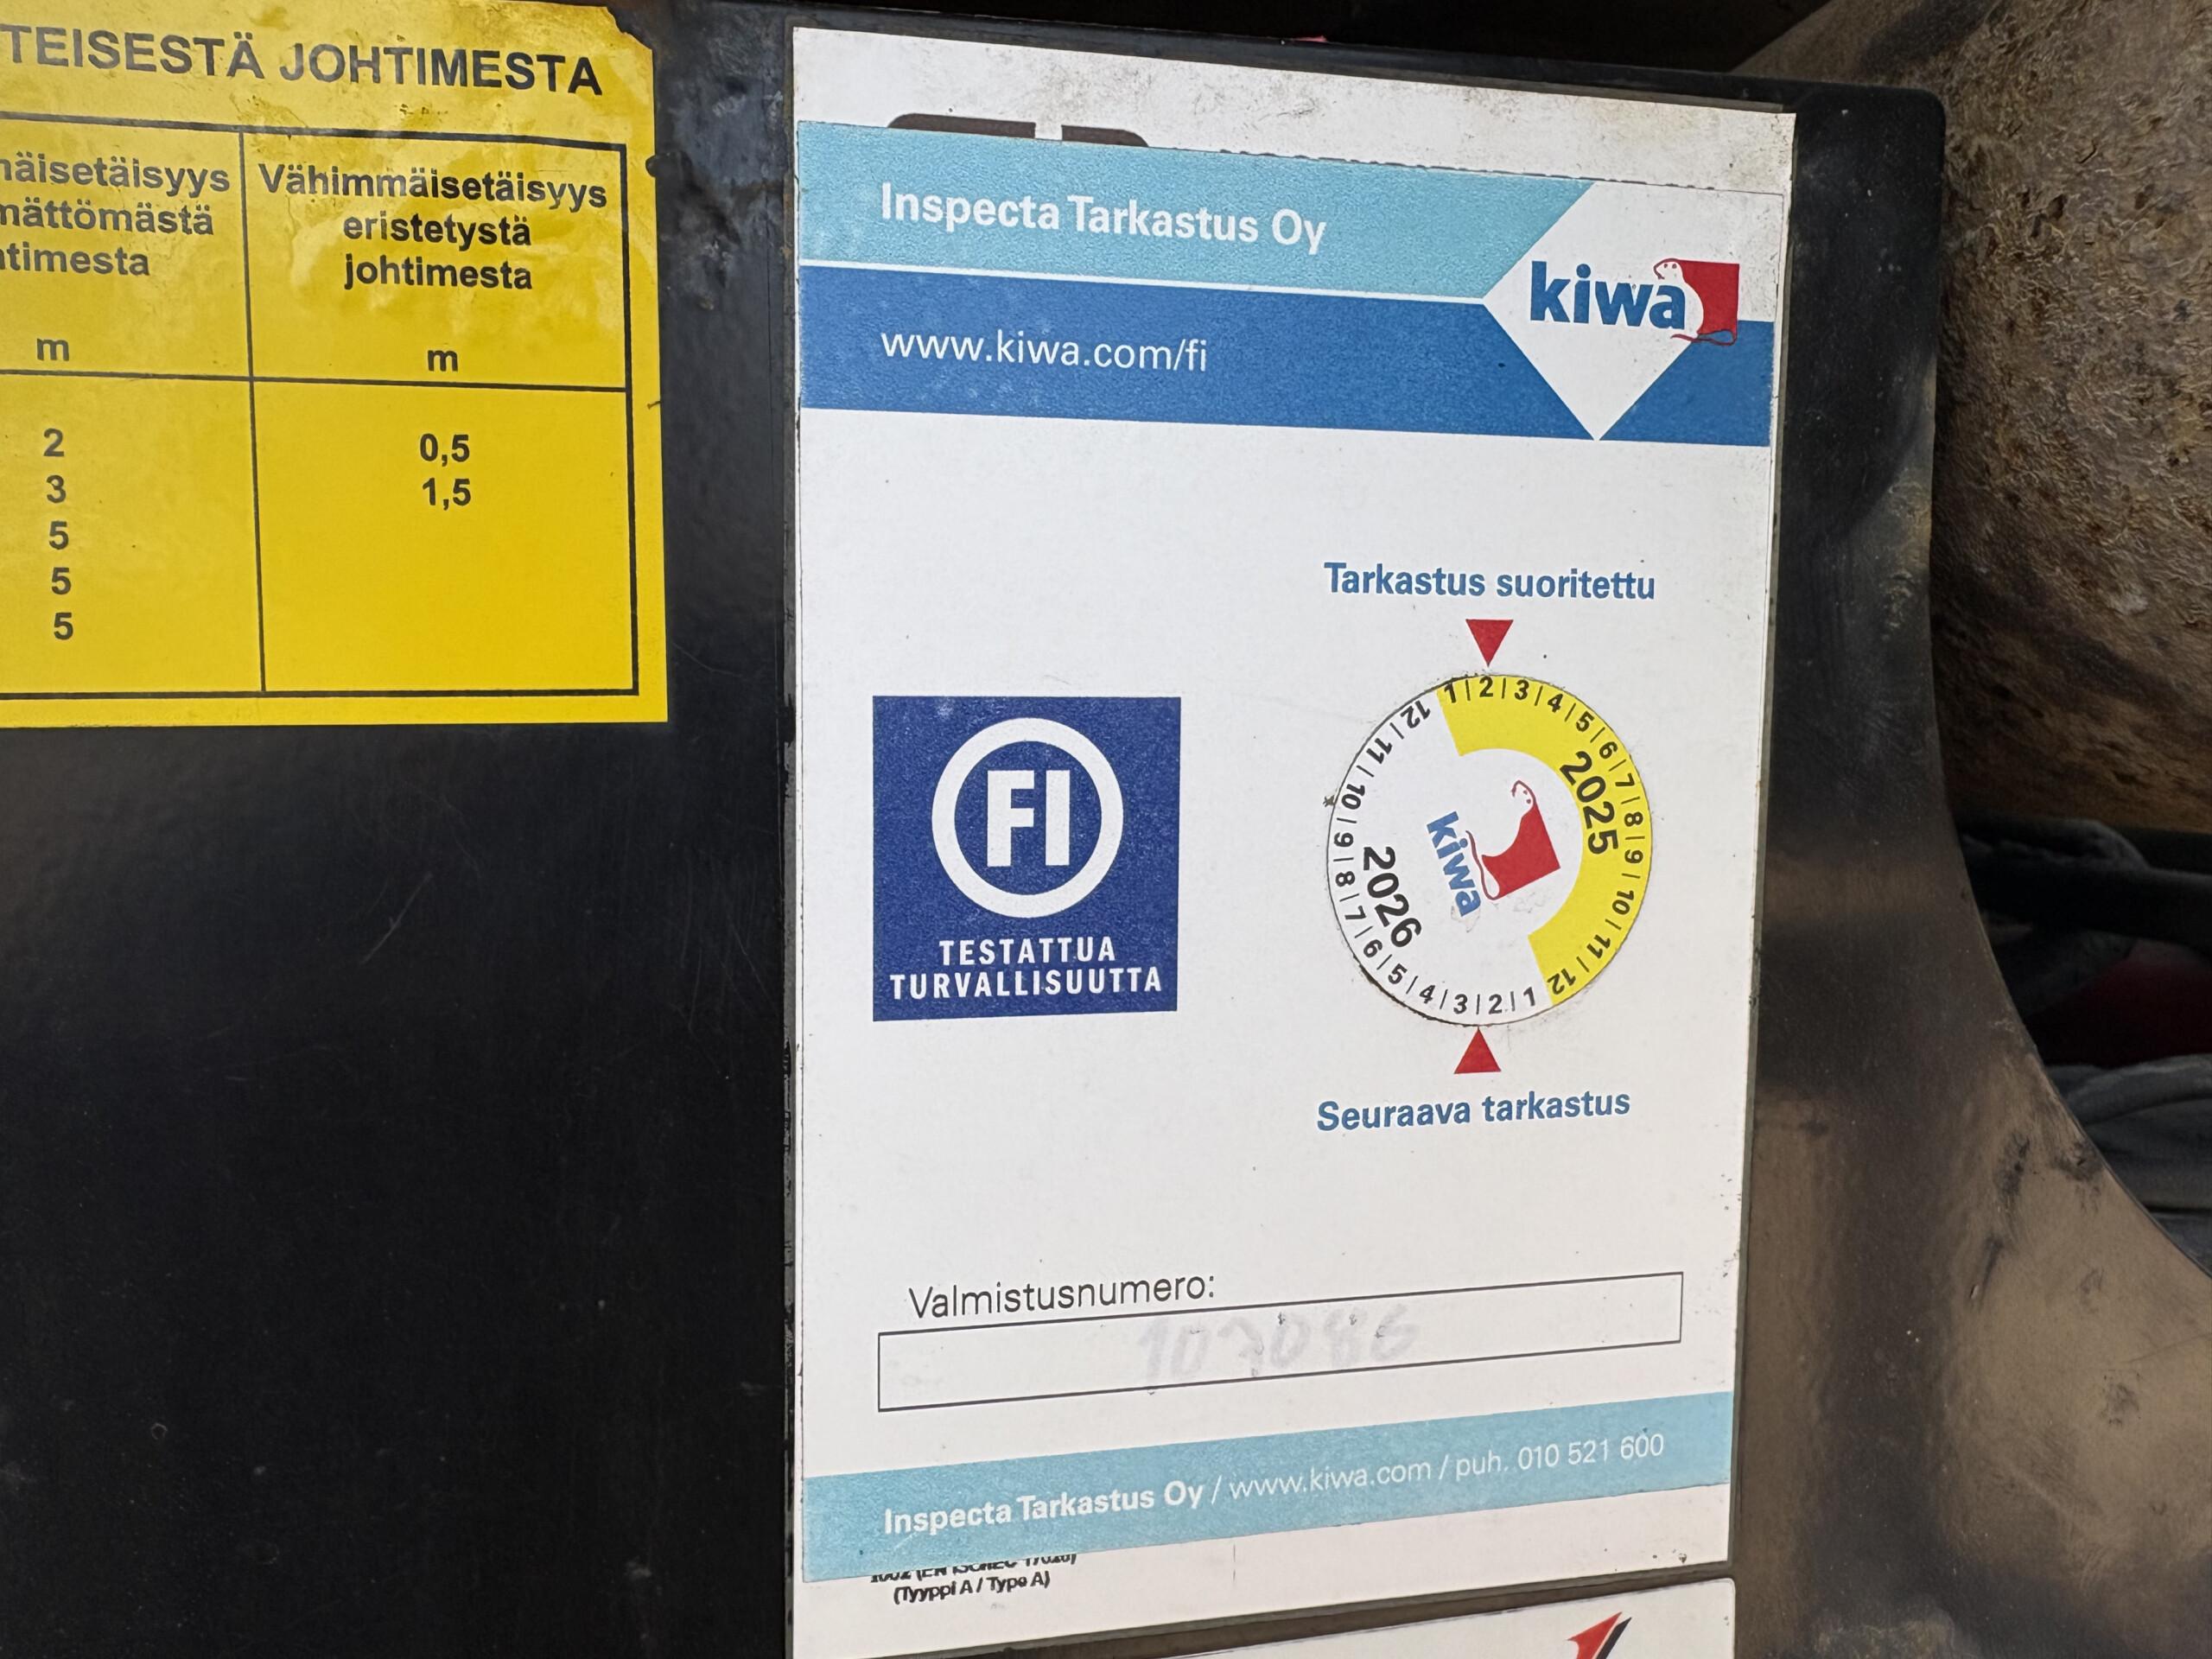 TEISESTÄ JOHTIMESTA
mäisetäisyys
mättömästä
timesta
m
Vähimmäisetäisyys
eristetystä
johtimesta
m
2 0,5
3 1,5
5
5
5
Inspecta Tarkastus Oy
kiwa
www.kiwa.com/fi
Tarkastus suoritettu
1|2|3|4|5|6|7|8|9|10|11|12
2025
1|2|3|4|5|6|7|8|9|10|11|12
2026
kiwa
FI
TESTATTUA
TURVALLISUUTTA
Seuraava tarkastus
Valmistusnumero:
107086
Inspecta Tarkastus Oy / www.kiwa.com / puh. 010 521 600
(Tyyppi A / Type A)